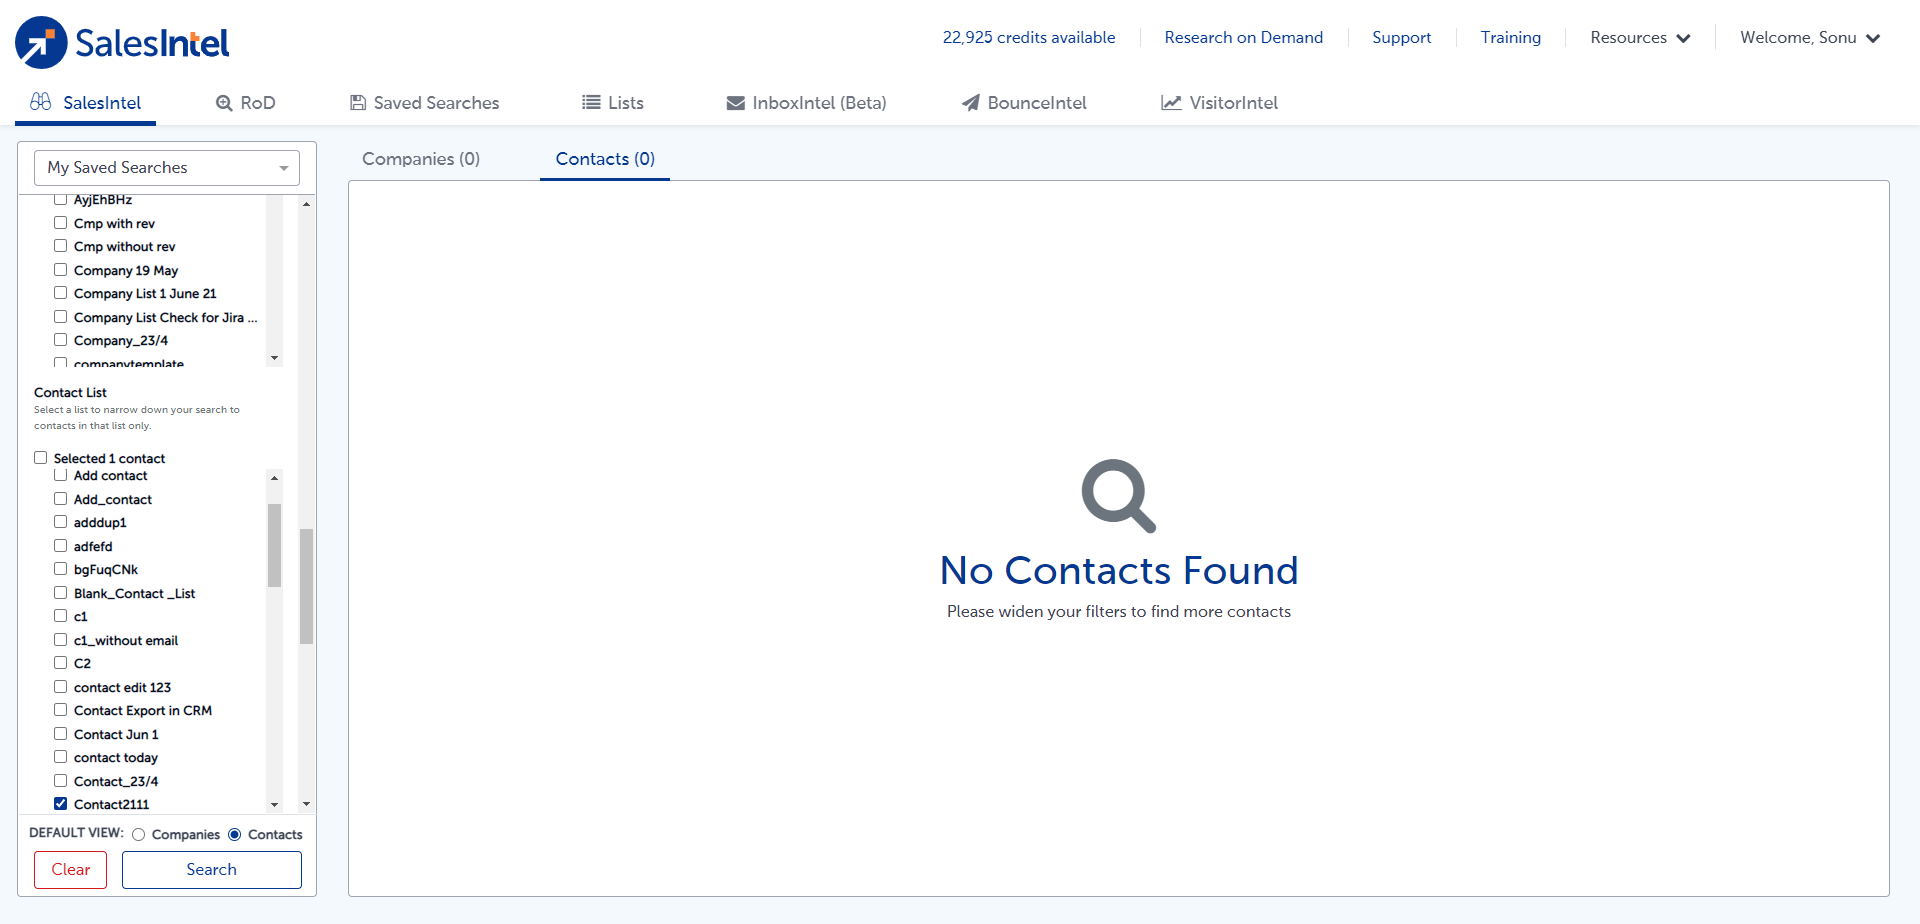 SalesIntel
22,925 credits available
Research on Demand
Support
Training
Resources
Welcome, Sonu
SalesIntel
RoD
Saved Searches
Lists
InboxIntel (Beta)
BounceIntel
VisitorIntel
My Saved Searches
Companies (0)
Contacts (0)
AyjEhBHz
Cmp with rev
Cmp without rev
Company 19 May
Company List 1 June 21
Company List Check for Jira ...
Company_23/4
companytemplate
Contact List
Select a list to narrow down your search to
contacts in that list only.
Selected 1 contact
Add contact
Add_contact
adddup1
adfefd
bgFuqCNk
Blank_Contact _List
c1
c1_without email
C2
contact edit 123
Contact Export in CRM
Contact Jun 1
contact today
Contact_23/4
Contact2111
DEFAULT VIEW:
Companies
Contacts
Clear
Search
No Contacts Found
Please widen your filters to find more contacts